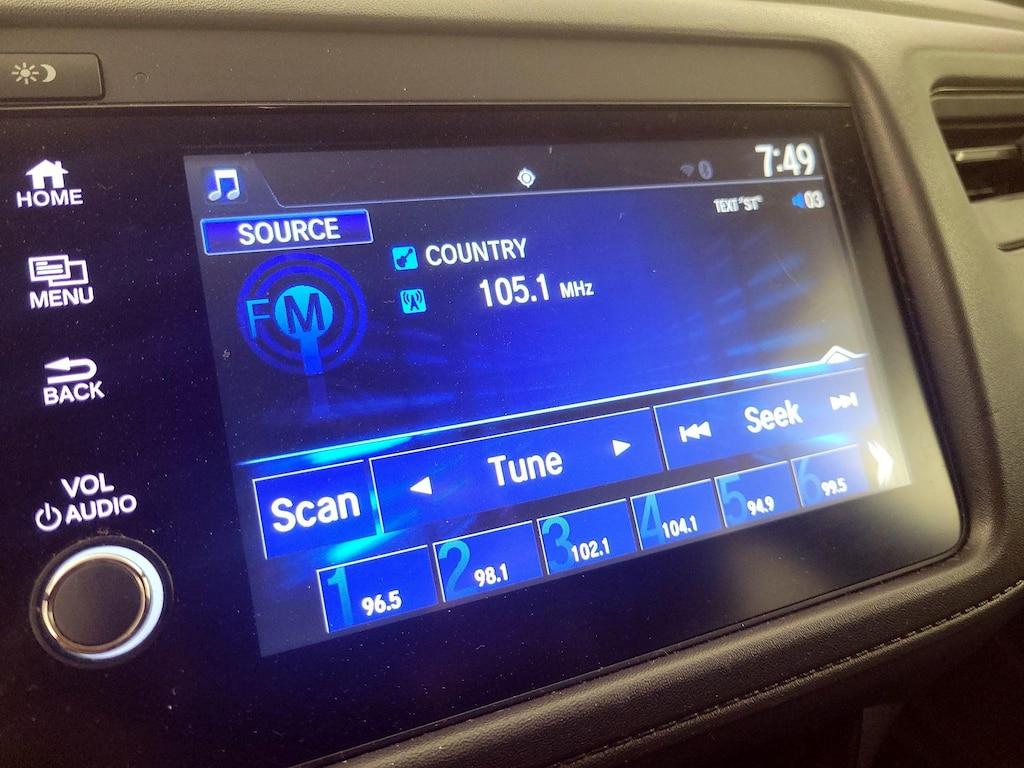 HOME
MENU
BACK
VOL
AUDIO
7:49
TEXT "ST" 03
SOURCE
FM
COUNTRY
105.1 MHz
Scan
Tune
Seek
1 96.5
2 98.1
3 102.1
4 104.1
5 94.9
6 99.5